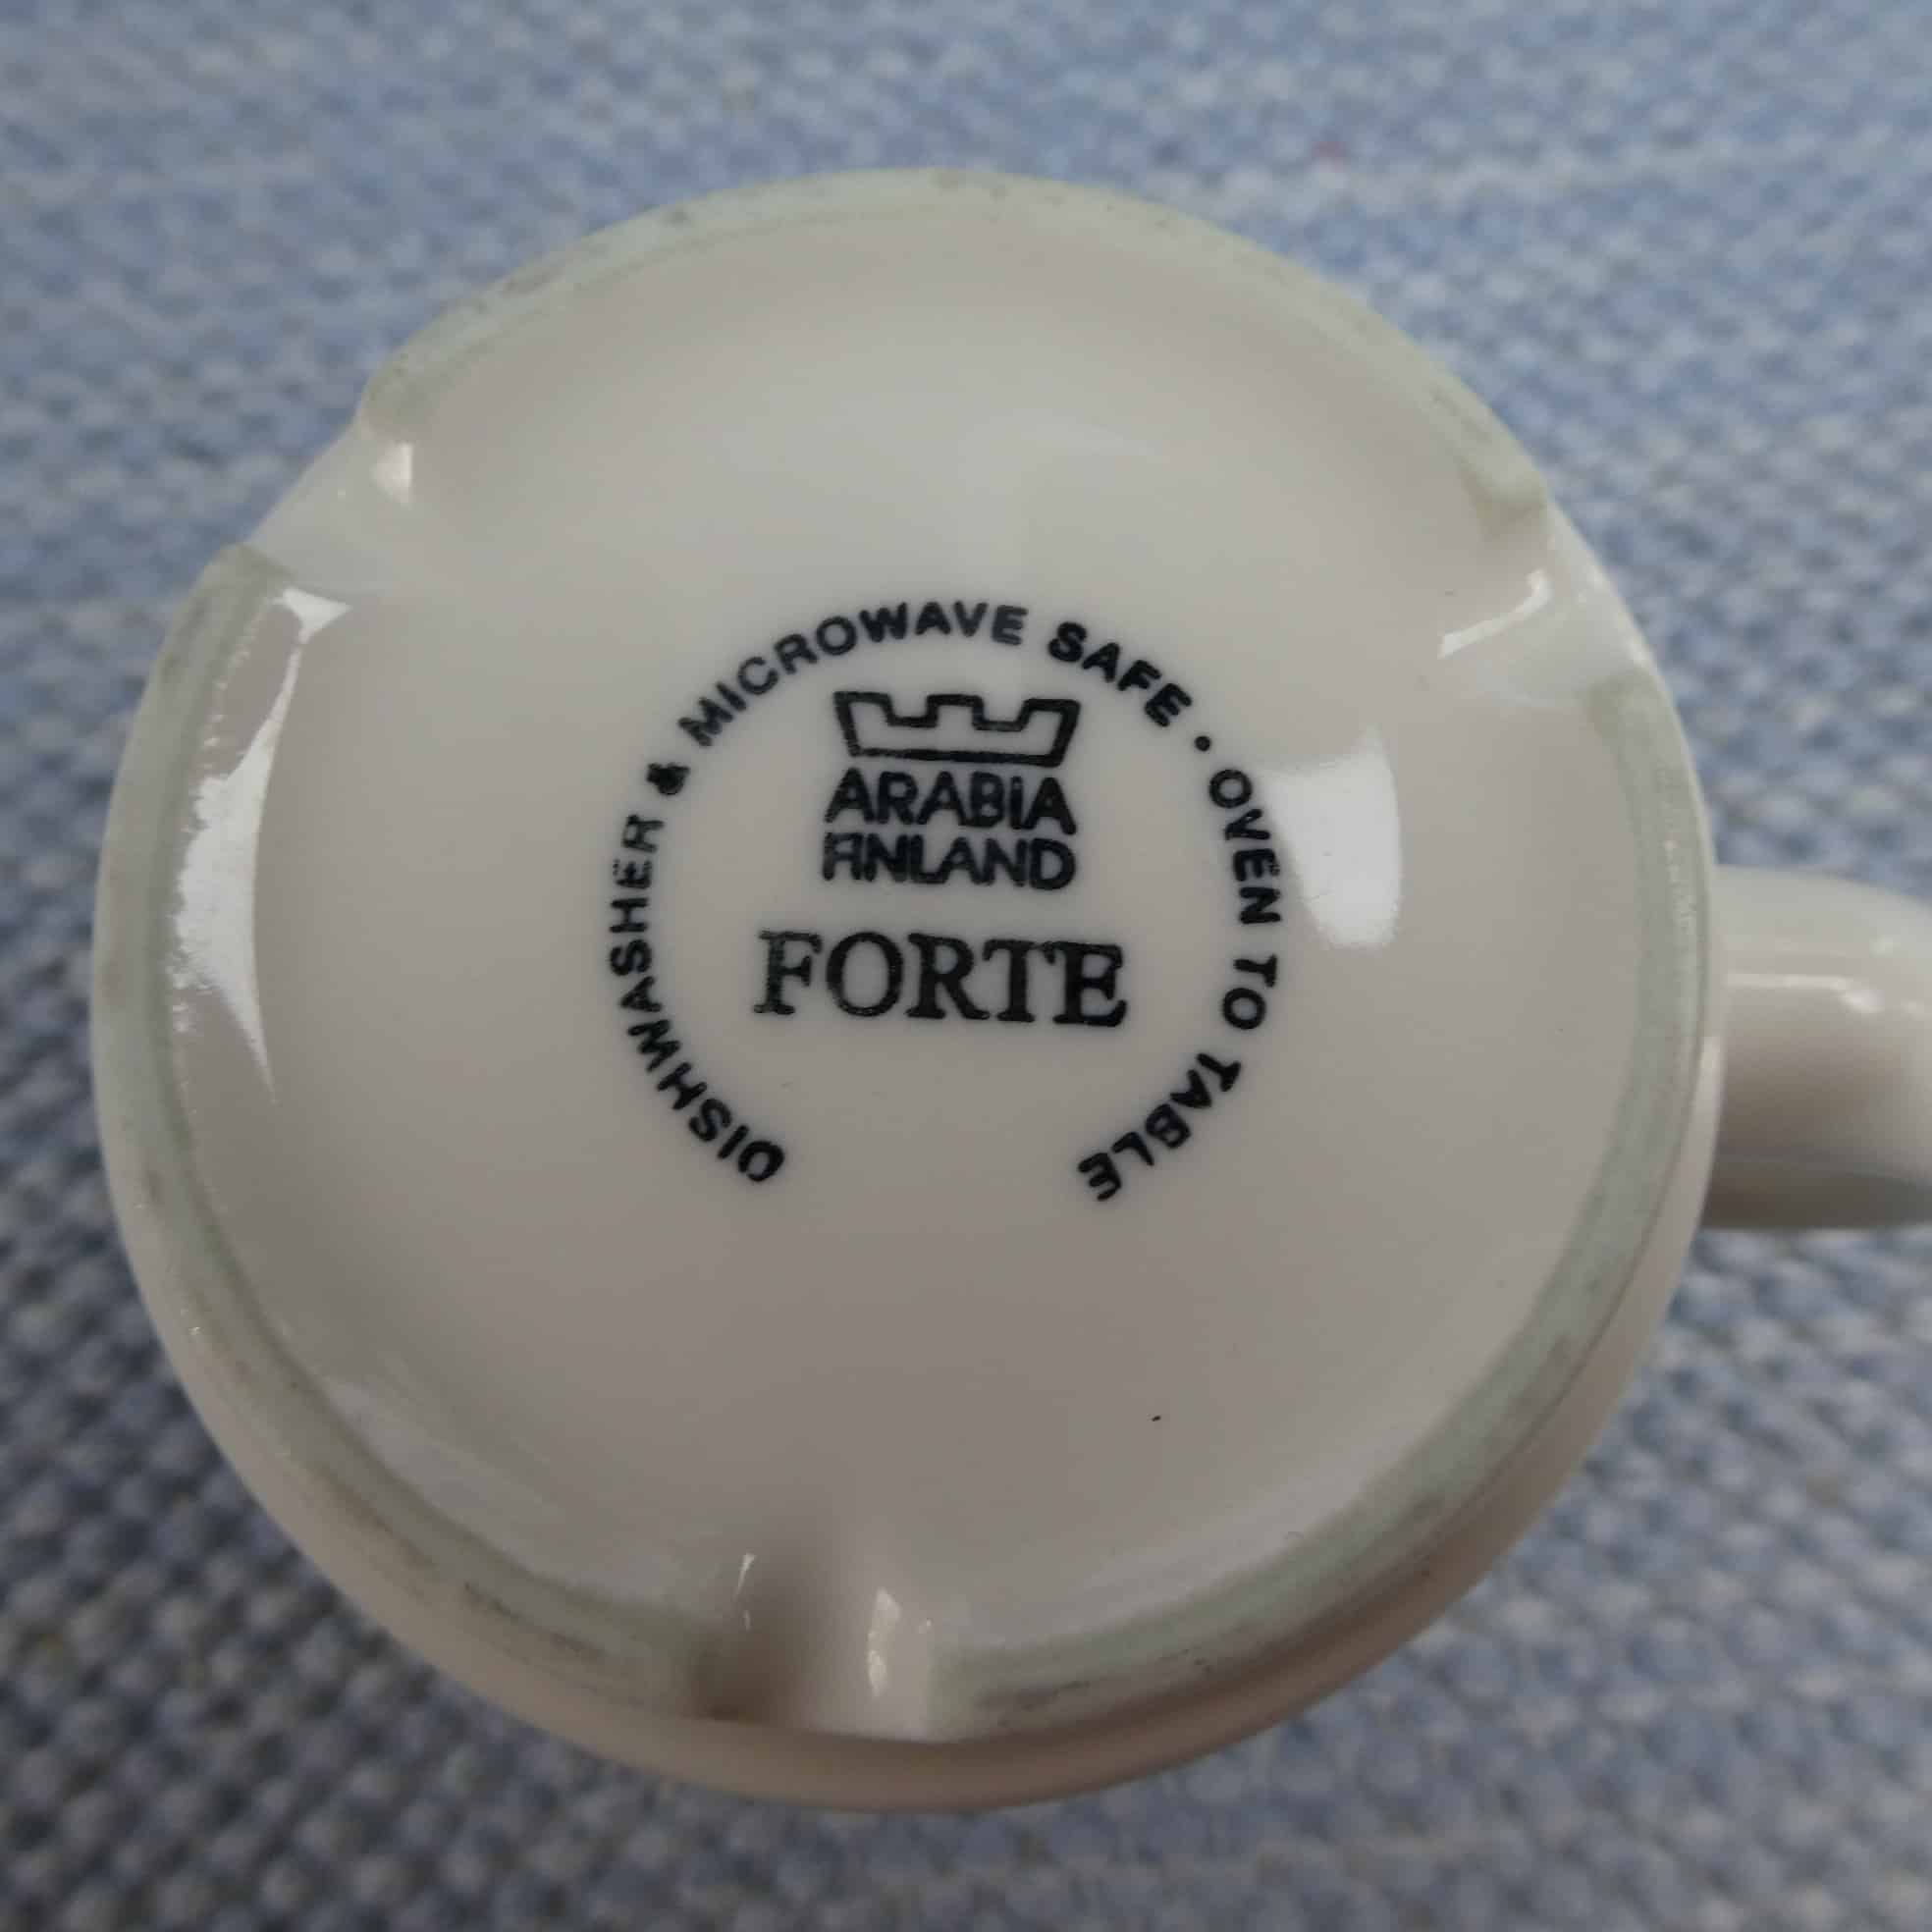 DISHWASHER & MICROWAVE SAFE • OVEN TO TABLE
ARABIA
FINLAND
FORTE